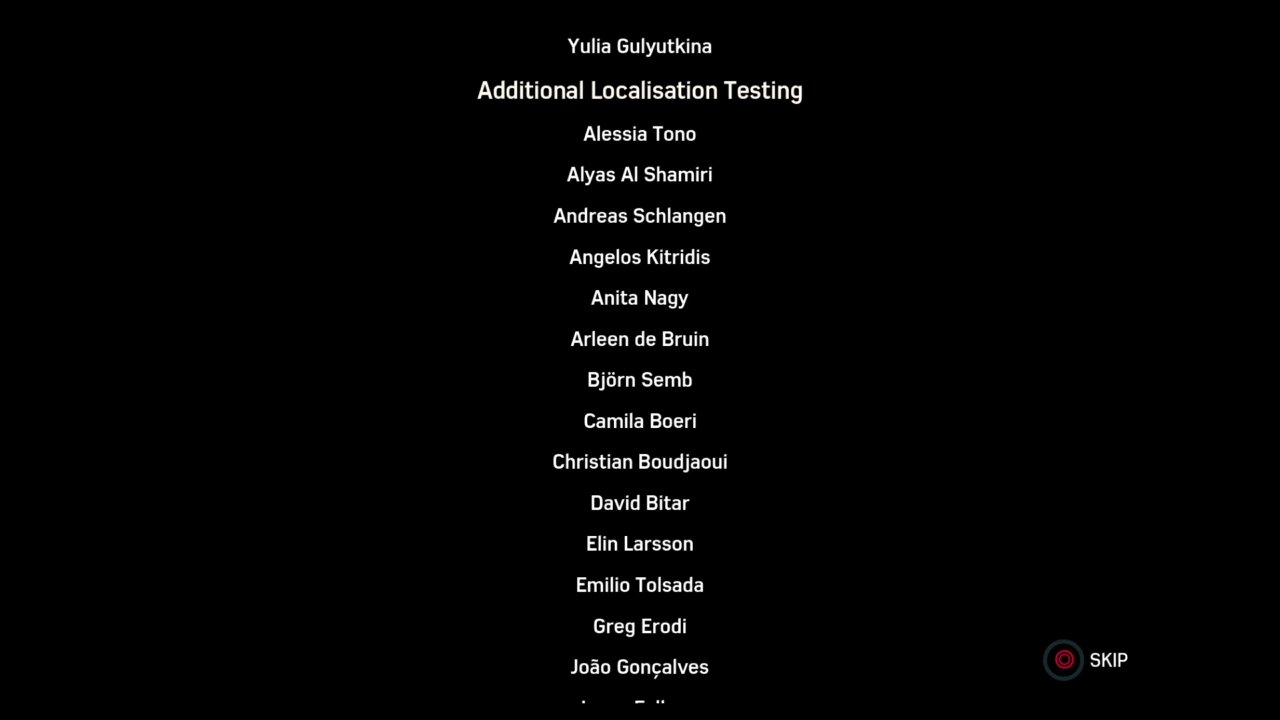 Yulia Gulyutkina
Additional Localisation Testing
Alessia Tono
Alyas Al Shamiri
Andreas Schlangen
Angelos Kitridis
Anita Nagy
Arleen de Bruin
Björn Semb
Camila Boeri
Christian Boudjaoui
David Bitar
Elin Larsson
Emilio Tolsada
Greg Erodi
João Gonçalves
SKIP